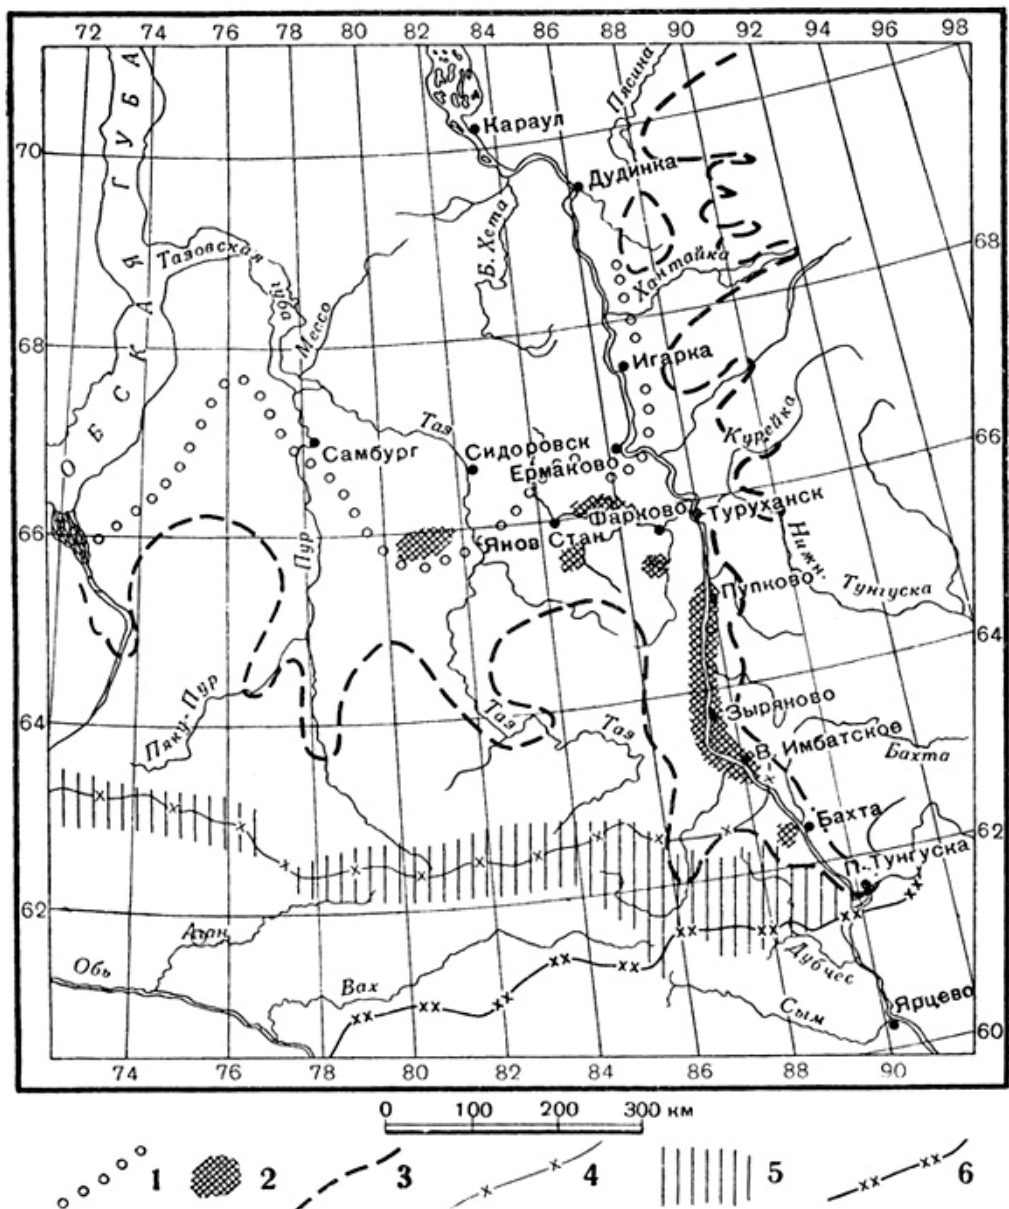 72 74 76 78 80 82 84 86 88 90 92 94 96 98
ОБСКАЯ ГУБА
Караул
Пясина
70
Дудинка
Б. Хета
Тазовская
губа
68
Хантайка
Мессо
68
Игарка
Таз
Курейка
66
Самбург
Сидоровск
Ермаково
Фарково
Туруханск
66
Янов Стан
Пур
Нижн.
Тунгуска
Пупково
64
Пяку-Пур
Зыряково
64
Таз
Таз
В. Имбатское
Бахта
Бахта
62
П. Тунгуска
62
Аган
Обь
Вах
Дубчес
Сым
Ярцево
60
74 76 78 80 82 84 86 88 90
0 100 200 300 км
1 2 3 4 5 6